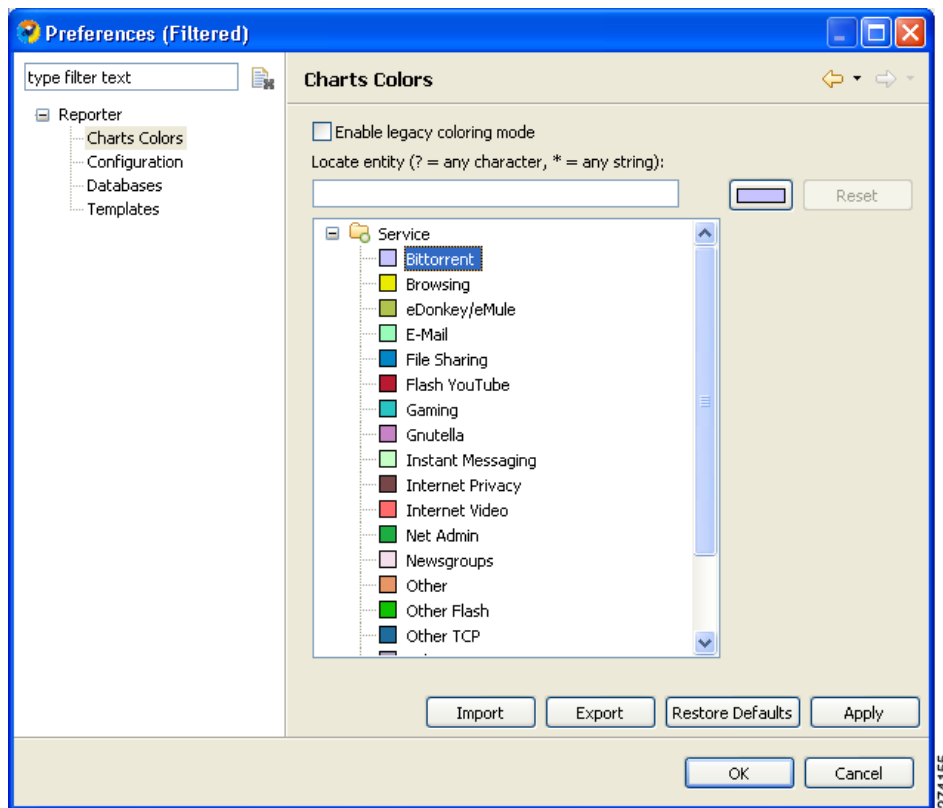 Preferences (Filtered)
type filter text
Reporter
Charts Colors
Configuration
Databases
Templates
Charts Colors
Enable legacy coloring mode
Locate entity (? = any character, * = any string):
Reset
Service
Bittorrent
Browsing
eDonkey/eMule
E-Mail
File Sharing
Flash YouTube
Gaming
Gnutella
Instant Messaging
Internet Privacy
Internet Video
Net Admin
Newsgroups
Other
Other Flash
Other TCP
Import
Export
Restore Defaults
Apply
OK
Cancel